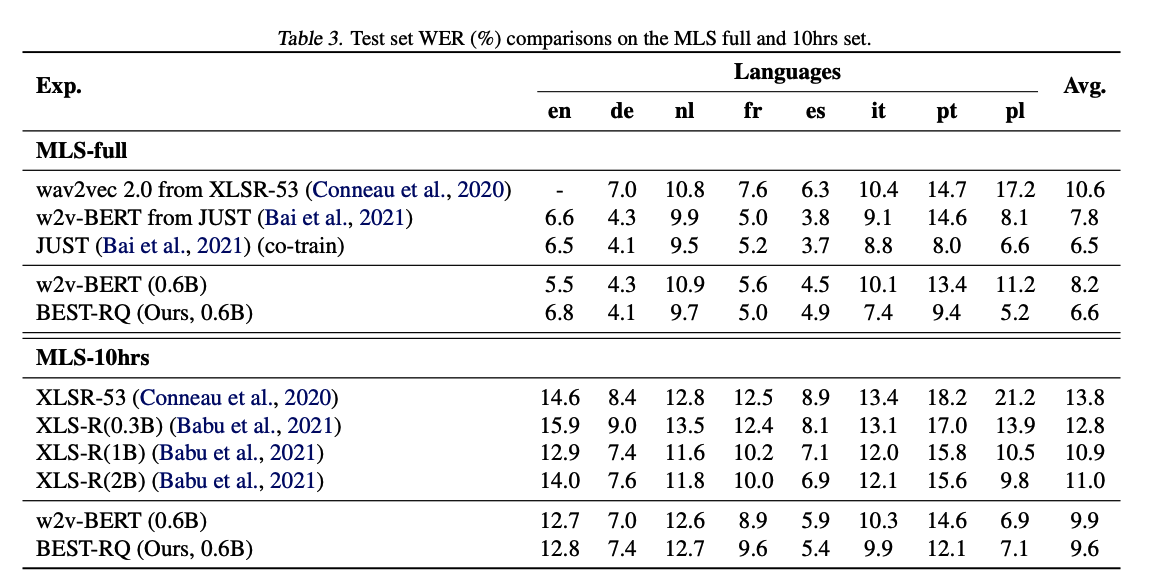 Table 3. Test set WER (%) comparisons on the MLS full and 10hrs set.
Exp. Languages Avg.
en de nl fr es it pt pl
MLS-full
wav2vec 2.0 from XLSR-53 (Conneau et al., 2020) - 7.0 10.8 7.6 6.3 10.4 14.7 17.2 10.6
w2v-BERT from JUST (Bai et al., 2021) 6.6 4.3 9.9 5.0 3.8 9.1 14.6 8.1 7.8
JUST (Bai et al., 2021) (co-train) 6.5 4.1 9.5 5.2 3.7 8.8 8.0 6.6 6.5
w2v-BERT (0.6B) 5.5 4.3 10.9 5.6 4.5 10.1 13.4 11.2 8.2
BEST-RQ (Ours, 0.6B) 6.8 4.1 9.7 5.0 4.9 7.4 9.4 5.2 6.6
MLS-10hrs
XLSR-53 (Conneau et al., 2020) 14.6 8.4 12.8 12.5 8.9 13.4 18.2 21.2 13.8
XLS-R(0.3B) (Babu et al., 2021) 15.9 9.0 13.5 12.4 8.1 13.1 17.0 13.9 12.8
XLS-R(1B) (Babu et al., 2021) 12.9 7.4 11.6 10.2 7.1 12.0 15.8 10.5 10.9
XLS-R(2B) (Babu et al., 2021) 14.0 7.6 11.8 10.0 6.9 12.1 15.6 9.8 11.0
w2v-BERT (0.6B) 12.7 7.0 12.6 8.9 5.9 10.3 14.6 6.9 9.9
BEST-RQ (Ours, 0.6B) 12.8 7.4 12.7 9.6 5.4 9.9 12.1 7.1 9.6